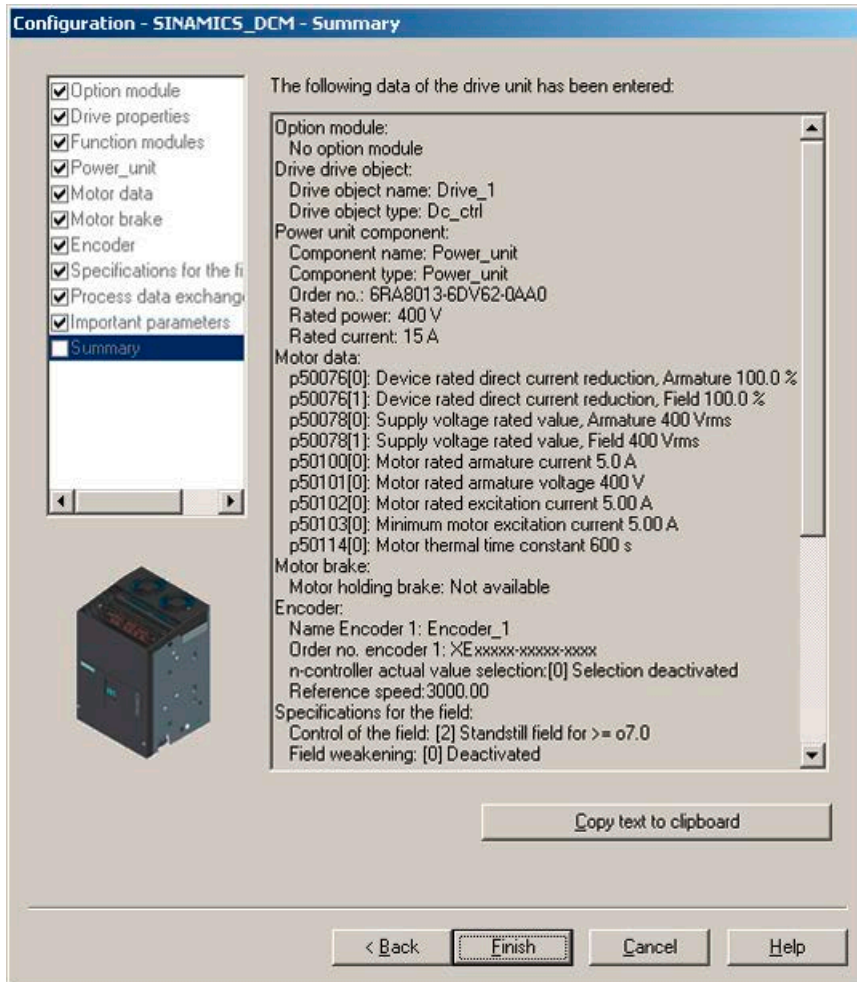 Configuration - SINAMICS_DCM - Summary
Option module
Drive properties
Function modules
Power_unit
Motor data
Motor brake
Encoder
Specifications for the fi
Process data exchang
Important parameters
Summary
The following data of the drive unit has been entered:
Option module:
No option module
Drive drive object:
Drive object name: Drive_1
Drive object type: Dc_ctrl
Power unit component:
Component name: Power_unit
Component type: Power_unit
Order no.: 6RA8013-6DV62-0AA0
Rated power: 400 V
Rated current: 15 A
Motor data:
p50076[0]: Device rated direct current reduction, Armature 100.0 %
p50076[1]: Device rated direct current reduction, Field 100.0 %
p50078[0]: Supply voltage rated value, Armature 400 Vrms
p50078[1]: Supply voltage rated value, Field 400 Vrms
p50100[0]: Motor rated armature current 5.0 A
p50101[0]: Motor rated armature voltage 400 V
p50102[0]: Motor rated excitation current 5.00 A
p50103[0]: Minimum motor excitation current 5.00 A
p50114[0]: Motor thermal time constant 600 s
Motor brake:
Motor holding brake: Not available
Encoder:
Name Encoder 1: Encoder_1
Order no. encoder 1: XExxxxx-xxxxx-xxxx
n-controller actual value selection:[0] Selection deactivated
Reference speed:3000.00
Specifications for the field:
Control of the field: [2] Standstill field for >= o7.0
Field weakening: [0] Deactivated
Copy text to clipboard
< Back
Finish
Cancel
Help